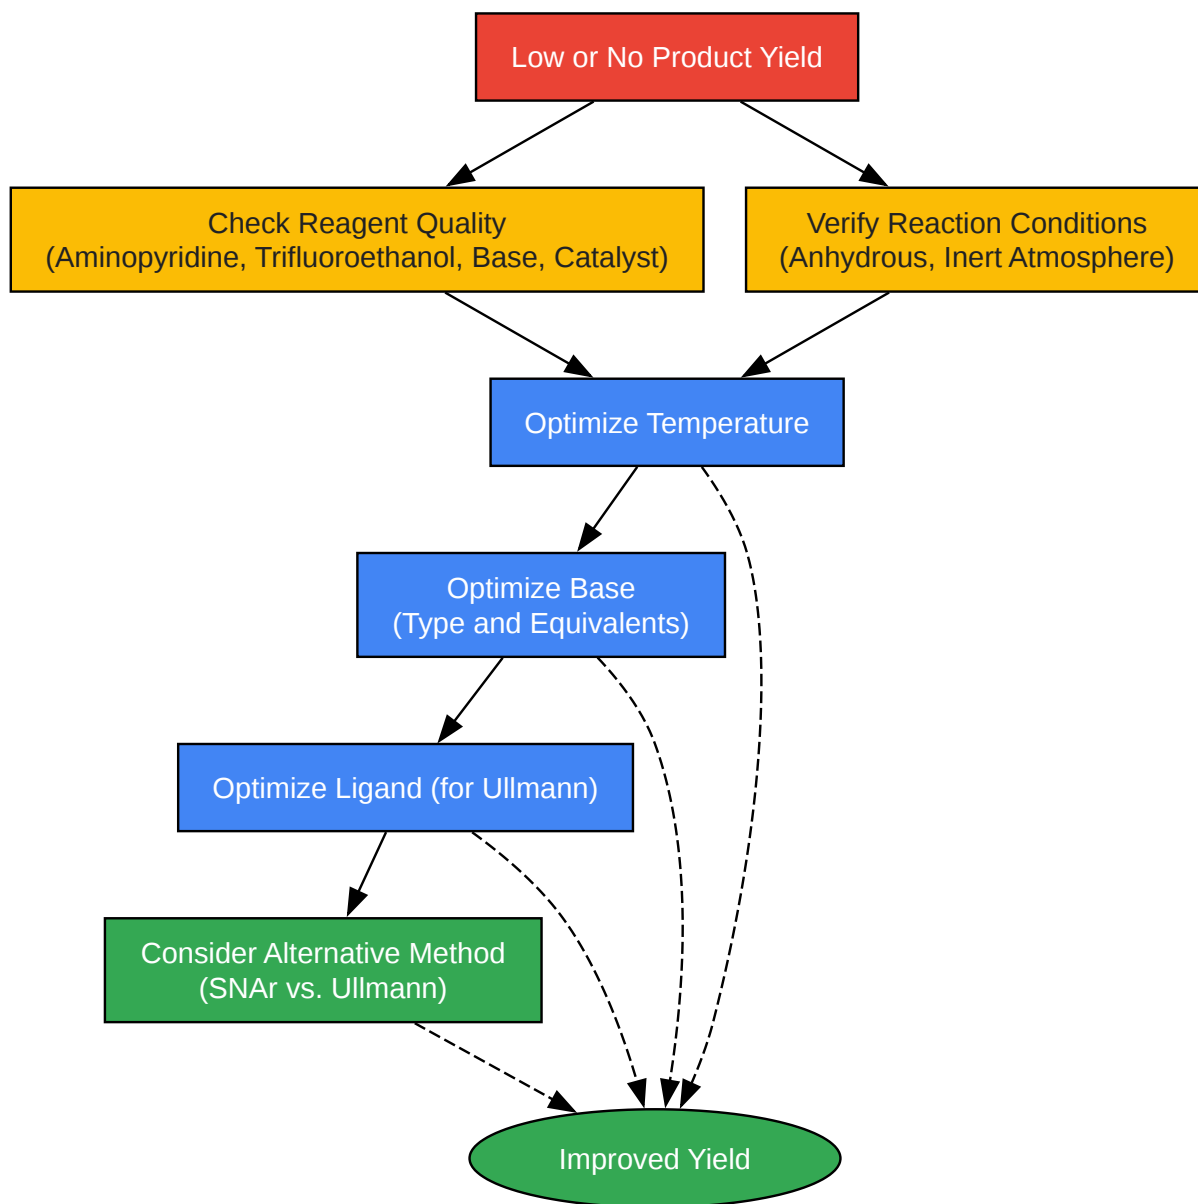 Low or No Product Yield
Check Reagent Quality
(Aminopyridine, Trifluoroethanol, Base, Catalyst)
Verify Reaction Conditions
(Anhydrous, Inert Atmosphere)
Optimize Temperature
Optimize Base
(Type and Equivalents)
Optimize Ligand (for Ullmann)
Consider Alternative Method
(SNAr vs. Ullmann)
Improved Yield